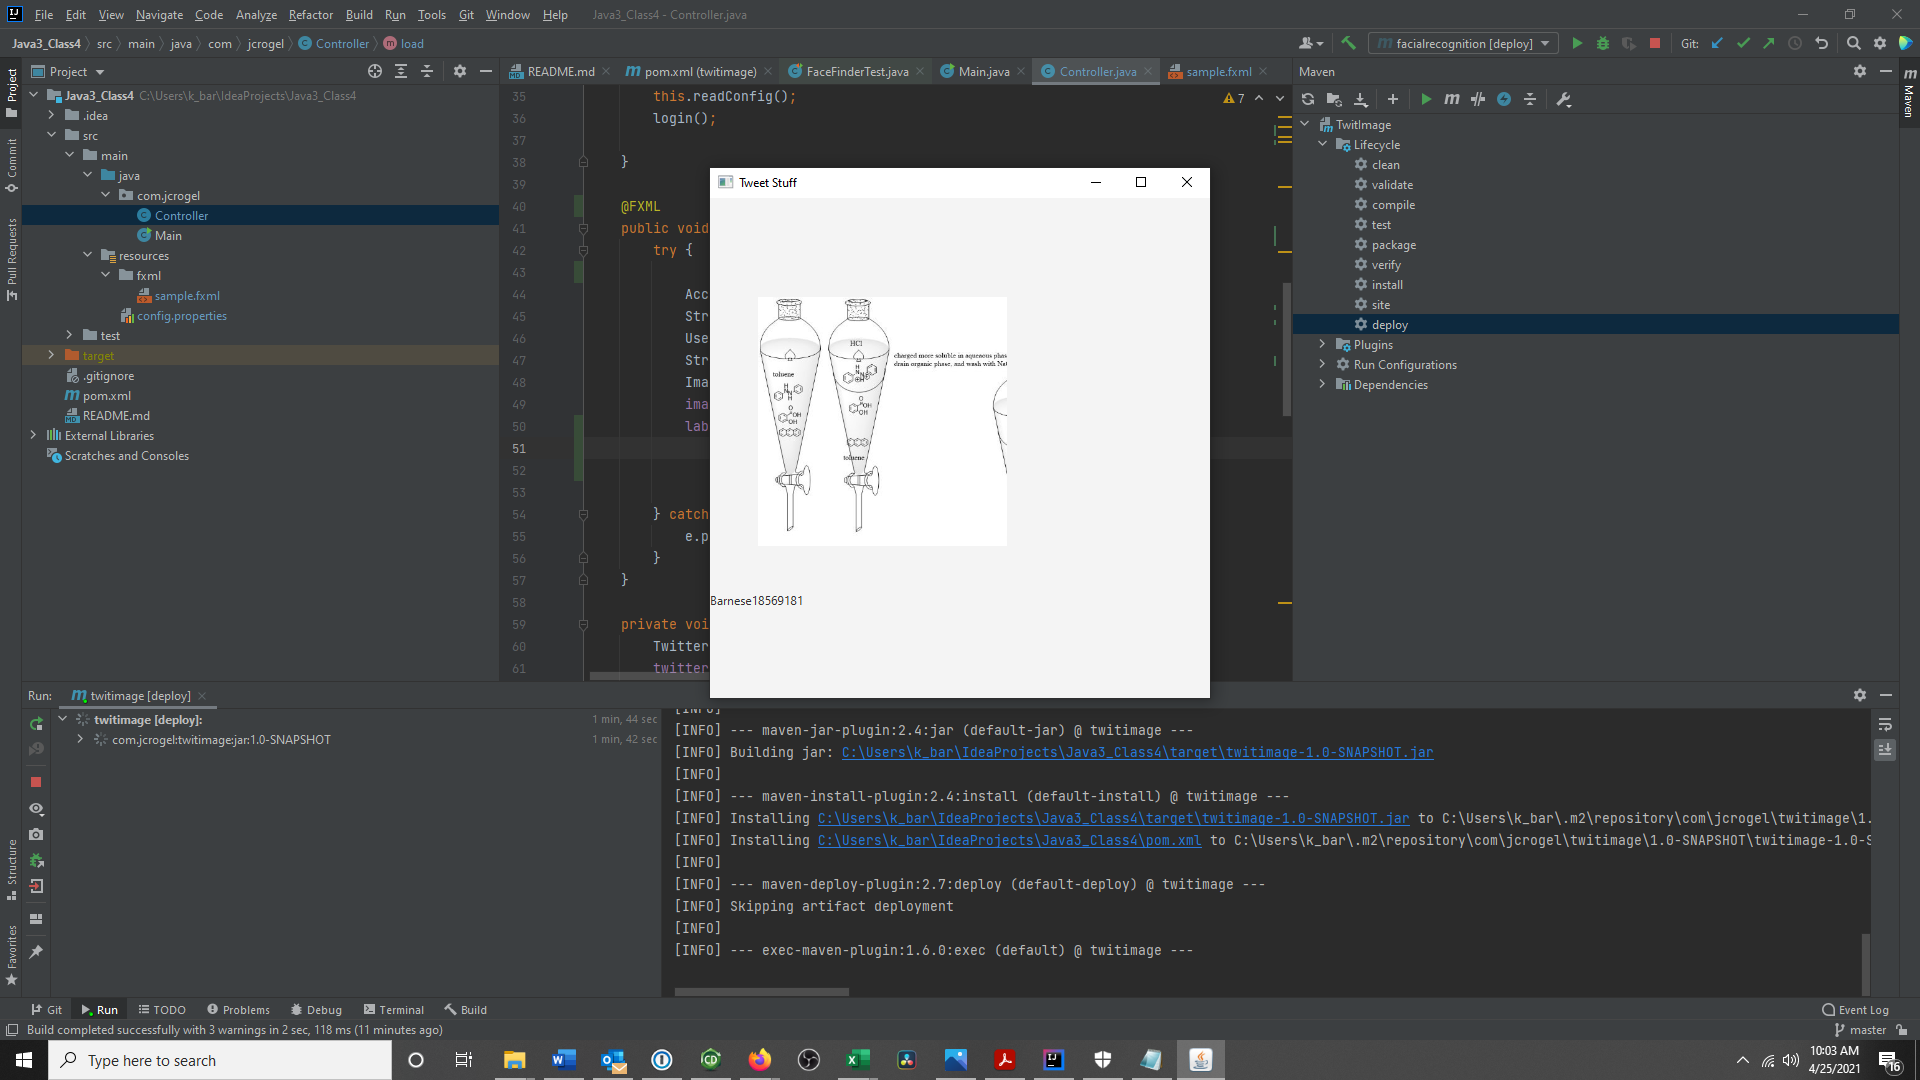 File Edit View Navigate Code Analyze Refactor Build Run Tools Git Window Help Java3_Class4 - Controller.java
Java3_Class4 src main java com jcrogel Controller load
facialrecognition [deploy] Git:
Project
README.md pom.xml (twitimage) FaceFinderTest.java Main.java Controller.java sample.fxml
Maven
Java3_Class4 C:\Users\k_bar\IdeaProjects\Java3_Class4
.idea
src
main
java
com.jcrogel
Controller
Main
resources
fxml
sample.fxml
config.properties
test
target
.gitignore
pom.xml
README.md
External Libraries
Scratches and Consoles
Project
Commit
Pull Requests
Structure
Favorites
7
35 this.readConfig();
36 login();
37
38 }
39
40 @FXML
41 public void
42 try {
43
44 Acc
45 Str
46 Use
47 Str
48 Ima
49 ima
50 lab
51
52
53
54 } catch
55 e.p
56 }
57 }
58
59 private voi
60 Twitter
61 twitter
Tweet Stuff
toluene
HCl
toluene
charged more soluble in aqueous phas
drain organic phase, and wash with Na
Barnese18569181
TwitImage
Lifecycle
clean
validate
compile
test
package
verify
install
site
deploy
Plugins
Run Configurations
Dependencies
Maven
Run: twitimage [deploy]
twitimage [deploy]: 1 min, 44 sec
com.jcrogel:twitimage:jar:1.0-SNAPSHOT 1 min, 42 sec
[INFO]
[INFO] --- maven-jar-plugin:2.4:jar (default-jar) @ twitimage ---
[INFO] Building jar: C:\Users\k_bar\IdeaProjects\Java3_Class4\target\twitimage-1.0-SNAPSHOT.jar
[INFO]
[INFO] --- maven-install-plugin:2.4:install (default-install) @ twitimage ---
[INFO] Installing C:\Users\k_bar\IdeaProjects\Java3_Class4\target\twitimage-1.0-SNAPSHOT.jar to C:\Users\k_bar\.m2\repository\com\jcrogel\twitimage\1.
[INFO] Installing C:\Users\k_bar\IdeaProjects\Java3_Class4\pom.xml to C:\Users\k_bar\.m2\repository\com\jcrogel\twitimage\1.0-SNAPSHOT\twitimage-1.0-S
[INFO]
[INFO] --- maven-deploy-plugin:2.7:deploy (default-deploy) @ twitimage ---
[INFO] Skipping artifact deployment
[INFO]
[INFO] --- exec-maven-plugin:1.6.0:exec (default) @ twitimage ---
Git Run TODO Problems Debug Terminal Build Event Log
Build completed successfully with 3 warnings in 2 sec, 118 ms (11 minutes ago) master
Type here to search
10:03 AM
4/25/2021
16